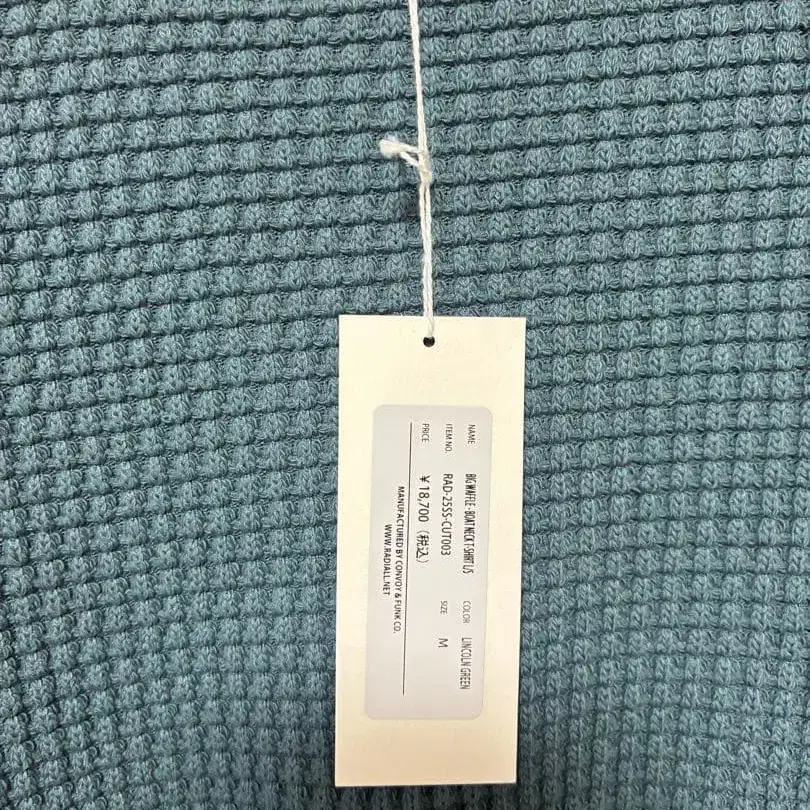 NAME BIG WAFFLE - BOAT NECK T-SHIRT L/S COLOR LINCOLN GREEN
ITEM NO. RAD-25SS-CUT003 SIZE M
PRICE ¥18,700（税込）
MANUFACTURED BY CONVOY & FUNK CO.
WWW.RADIALL.NET